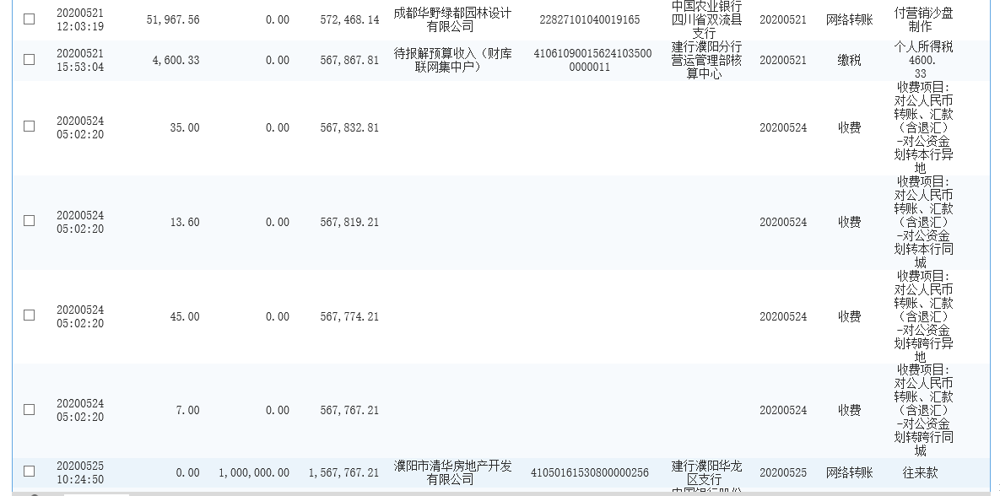 20200521
12:03:19
51,967.56
0.00
572,468.14
成都华野绿都园林设计
有限公司
22827101040019165
中国农业银行
四川省双流县
支行
20200521
网络转账
付营销沙盘
制作
20200521
15:53:04
4,600.33
0.00
567,867.81
待报解预算收入（财库
联网集中户）
41061090015624103500
0000011
建行濮阳分行
营运管理部核
算中心
20200521
缴税
个人所得税
4600.
33
20200524
05:02:20
35.00
0.00
567,832.81
20200524
收费
收费项目:
对公人民币
转账、汇款
（含退汇）
-对公资金
划转本行异
地
20200524
05:02:20
13.60
0.00
567,819.21
20200524
收费
收费项目:
对公人民币
转账、汇款
（含退汇）
-对公资金
划转本行同
城
20200524
05:02:20
45.00
0.00
567,774.21
20200524
收费
收费项目:
对公人民币
转账、汇款
（含退汇）
-对公资金
划转跨行异
地
20200524
05:02:20
7.00
0.00
567,767.21
20200524
收费
收费项目:
对公人民币
转账、汇款
（含退汇）
-对公资金
划转跨行同
城
20200525
10:24:50
0.00
1,000,000.00
1,567,767.21
濮阳市清华房地产开发
有限公司
41050161530800000256
建行濮阳华龙
区支行
20200525
网络转账
往来款